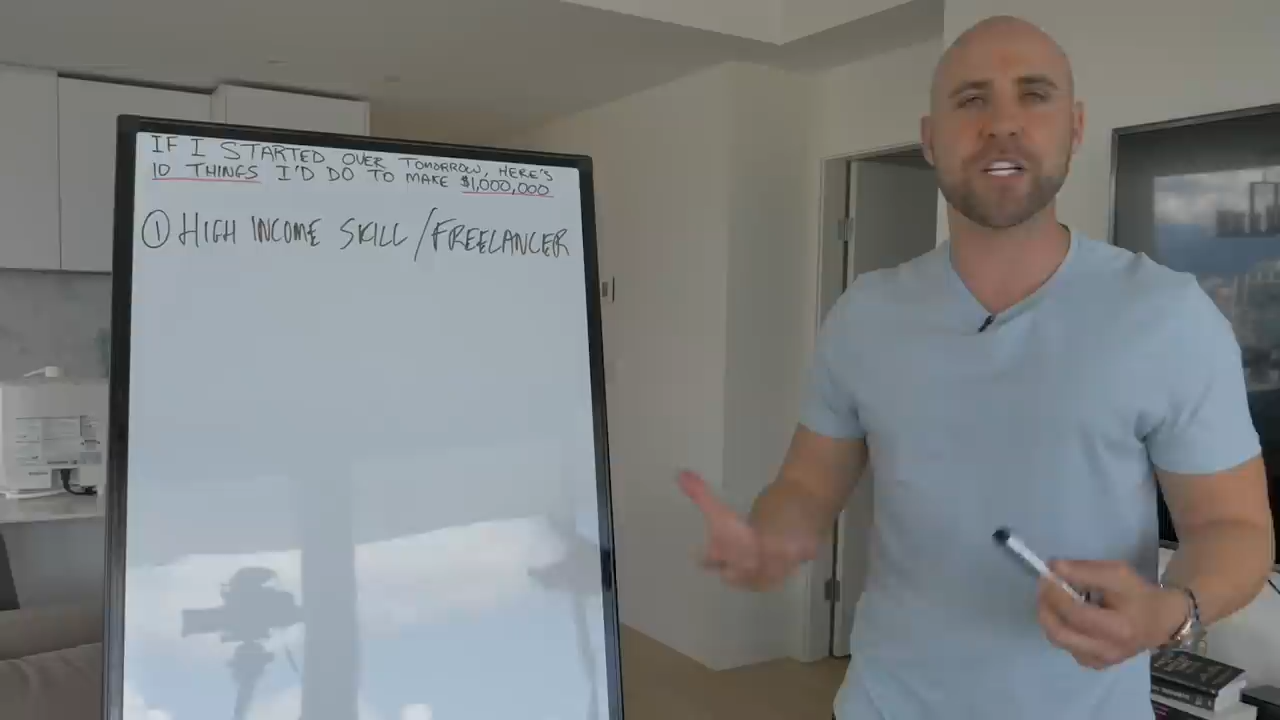 IF I STARTED OVER TOMORROW, HERE'S
10 THINGS I'D DO TO MAKE $1,000,000
① HIGH INCOME SKILL/FREELANCER